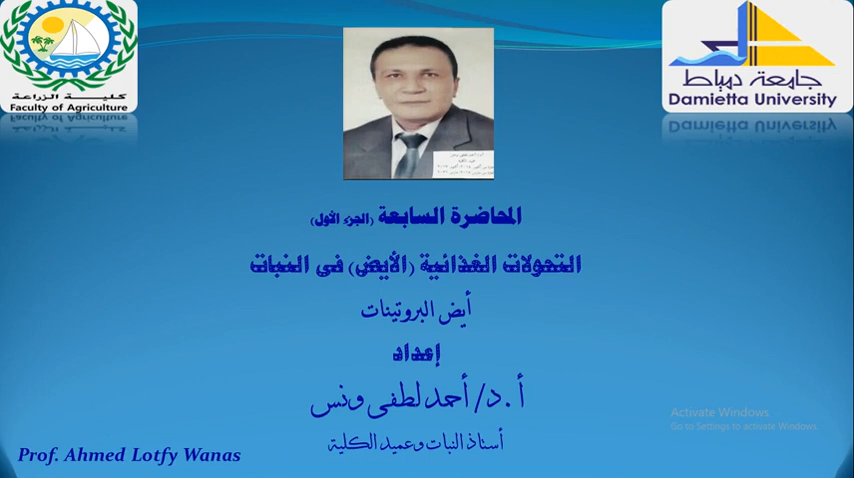 كلية الزراعة
Faculty of Agriculture
جامعة دمياط
Damietta University
المحاضرة السابعة (الجزء الأول)
التحولات الغذائية (الأيض) فى النبات
أيض البروتينات
إعداد
أ.د/ أحمد لطفى ونس
أستاذ النبات وعميد الكلية
Prof. Ahmed Lotfy Wanas
Activate Windows
Go to Settings to activate Windows.